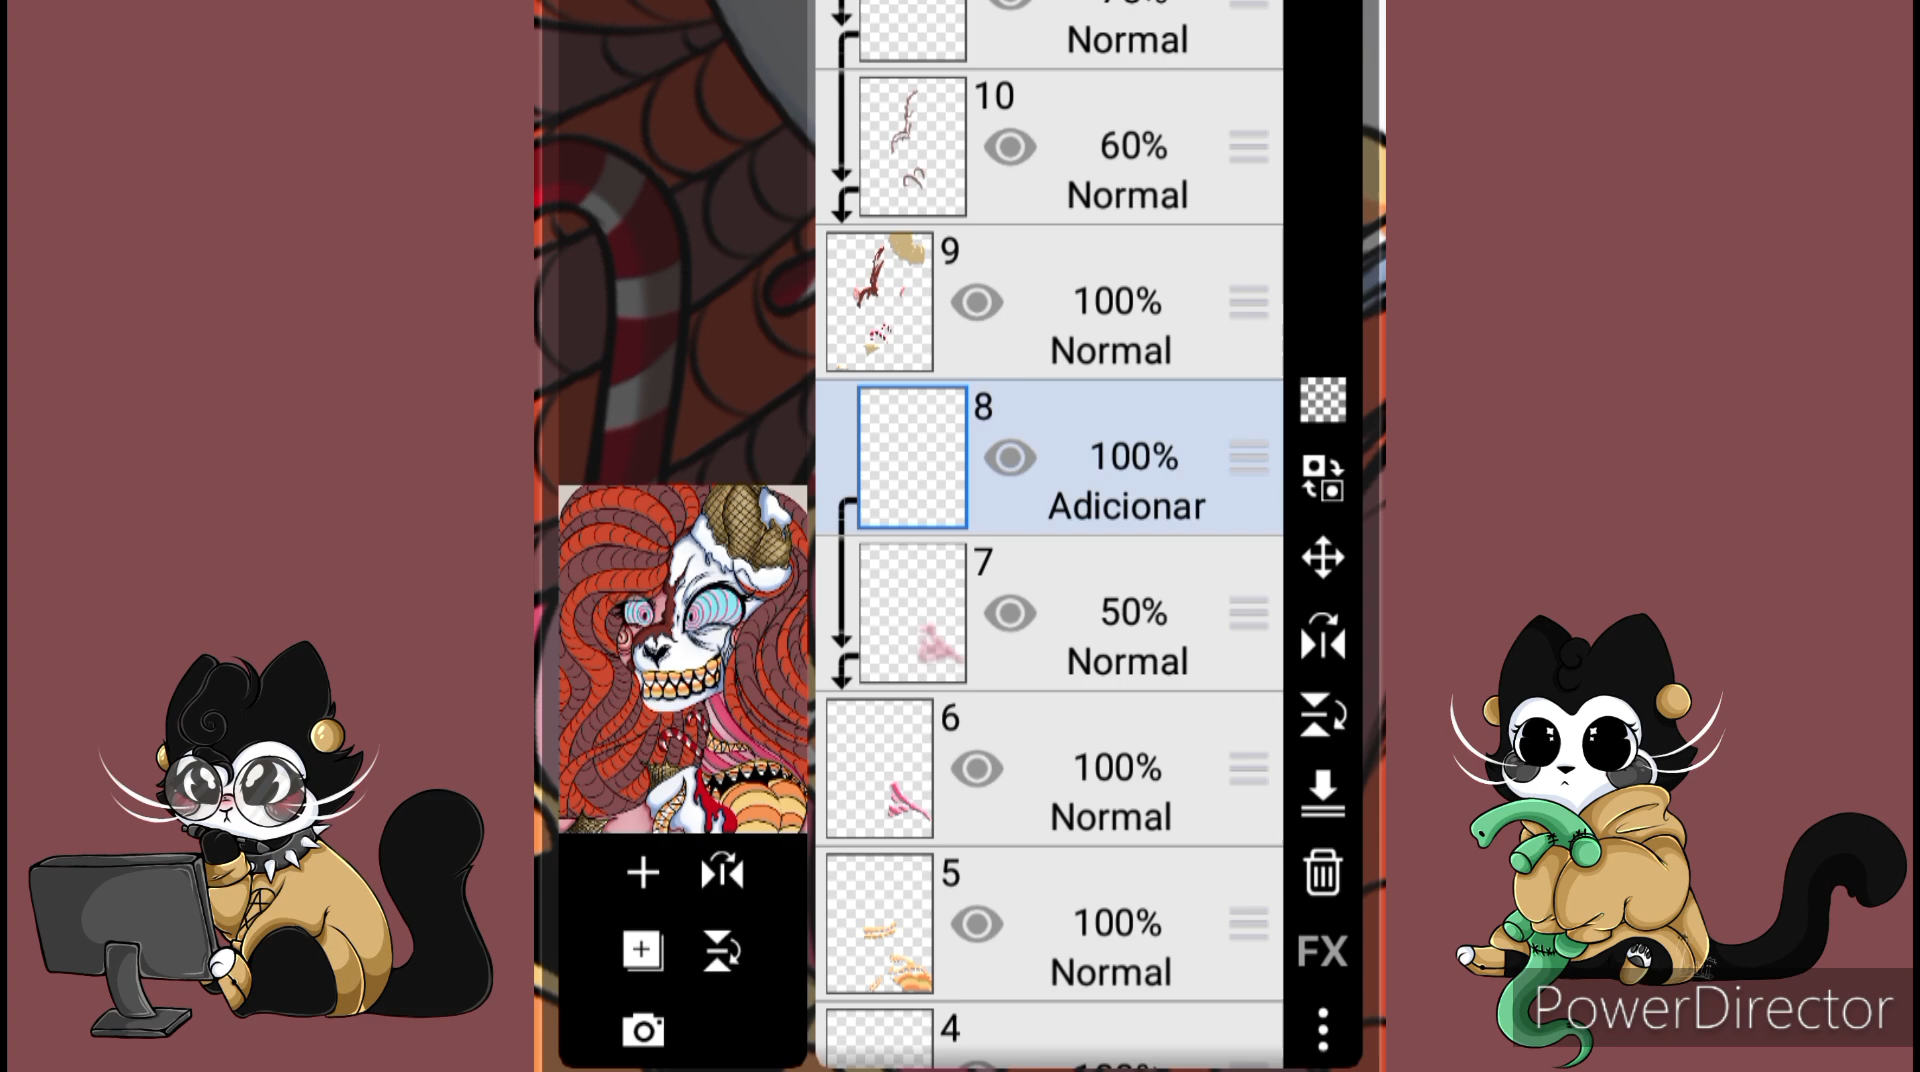 Normal
10
60%
Normal
9
100%
Normal
8
100%
Adicionar
7
50%
Normal
6
100%
Normal
5
100%
Normal
4
FX
PowerDirector